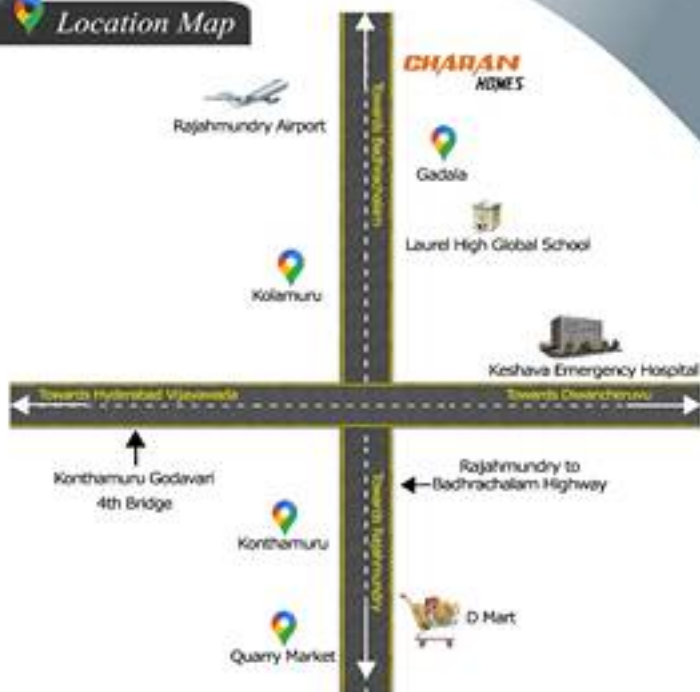 Location Map
CHARAN
HOMES
Rajahmundry Airport
Towards Badhrachalam
Gadala
Laurel High Global School
Kolamuru
Keshava Emergency Hospital
Towards Hyderabad Vijayawada
Towards Diwancheruvu
Konthamuru Godavari
4th Bridge
Rajahmundry to
Badhrachalam Highway
Konthamuru
Towards Rajahmundry
D Mart
Quarry Market